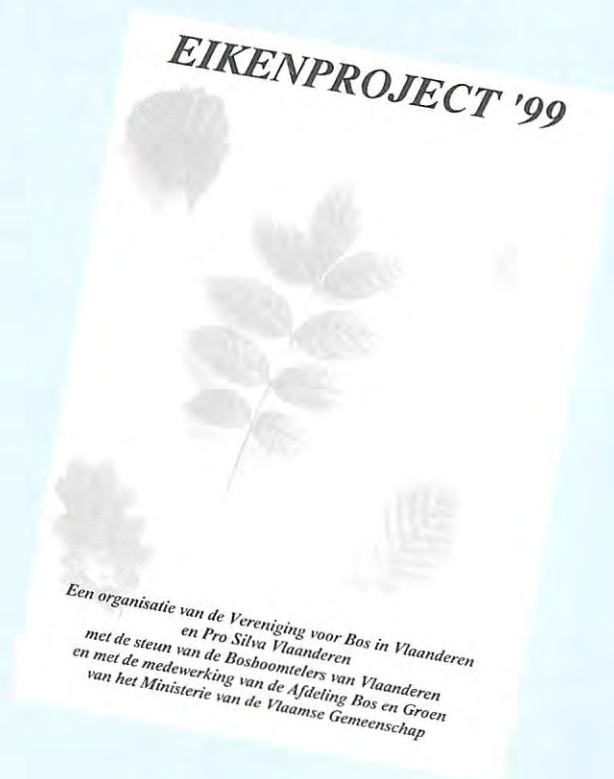 EIKENPROJECT '99
Een organisatie van de Vereniging voor Bos in Vlaanderen
en Pro Silva Vlaanderen
met de steun van de Bosboomtelers van Vlaanderen
en met de medewerking van de Afdeling Bos en Groen
van het Ministerie van de Vlaamse Gemeenschap